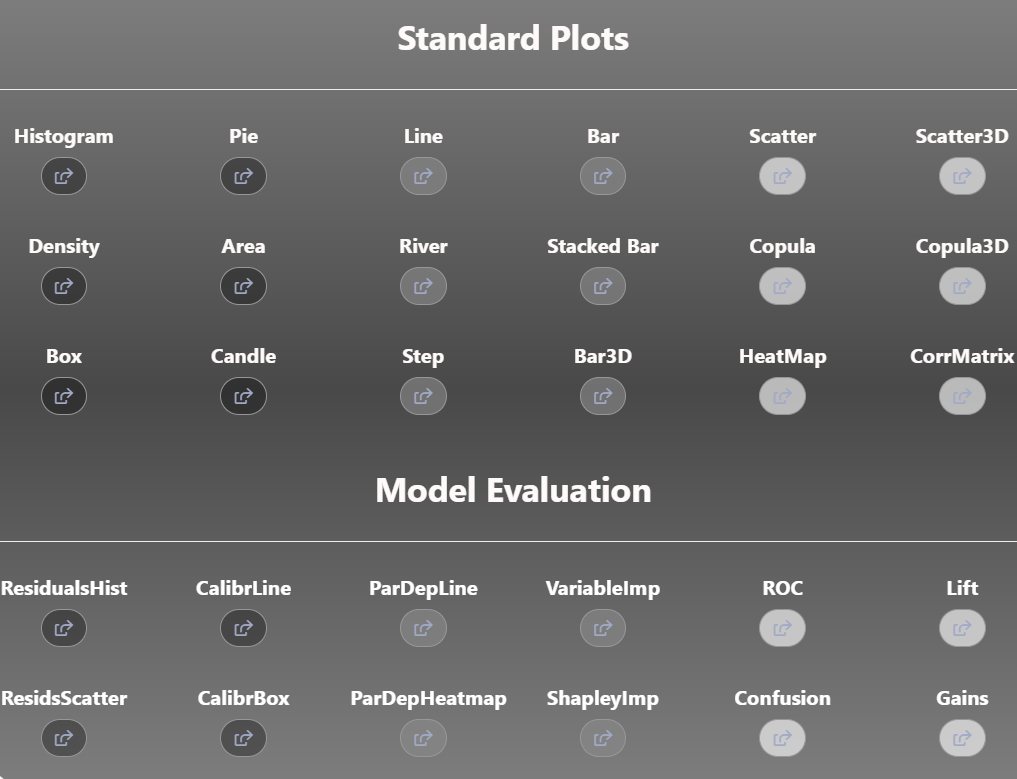 Standard Plots
Histogram Pie Line Bar Scatter Scatter3D
Density Area River Stacked Bar Copula Copula3D
Box Candle Step Bar3D HeatMap CorrMatrix
Model Evaluation
ResidualsHist CalibrLine ParDepLine VariableImp ROC Lift
ResidsScatter CalibrBox ParDepHeatmap ShapleyImp Confusion Gains